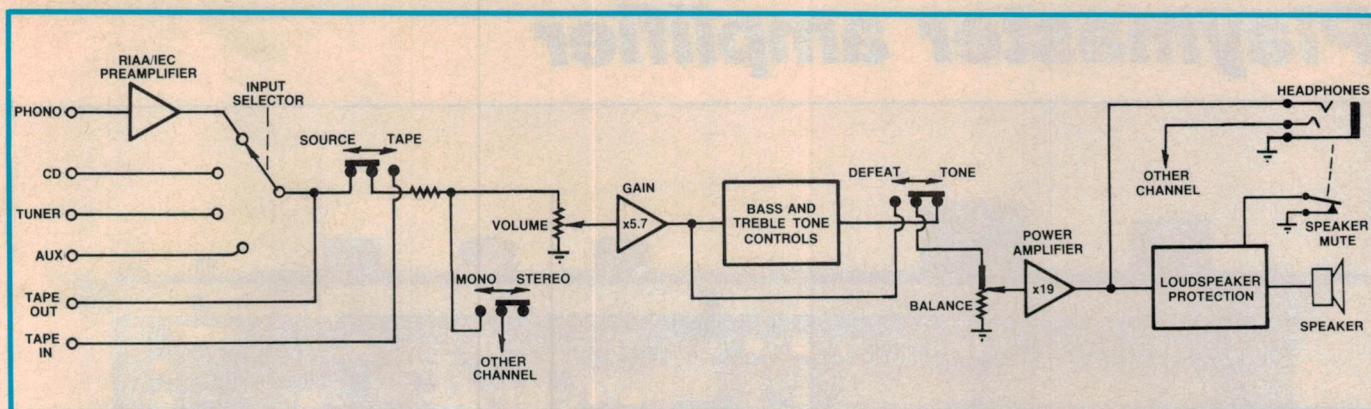 RIAA/IEC
PREAMPLIFIER
INPUT
SELECTOR
PHONO
CD
TUNER
AUX
TAPE
OUT
TAPE
IN
SOURCE TAPE
MONO STEREO
OTHER
CHANNEL
VOLUME
GAIN
x5.7
BASS AND
TREBLE TONE
CONTROLS
DEFEAT TONE
BALANCE
POWER
AMPLIFIER
x19
HEADPHONES
OTHER
CHANNEL
SPEAKER
MUTE
LOUDSPEAKER
PROTECTION
SPEAKER